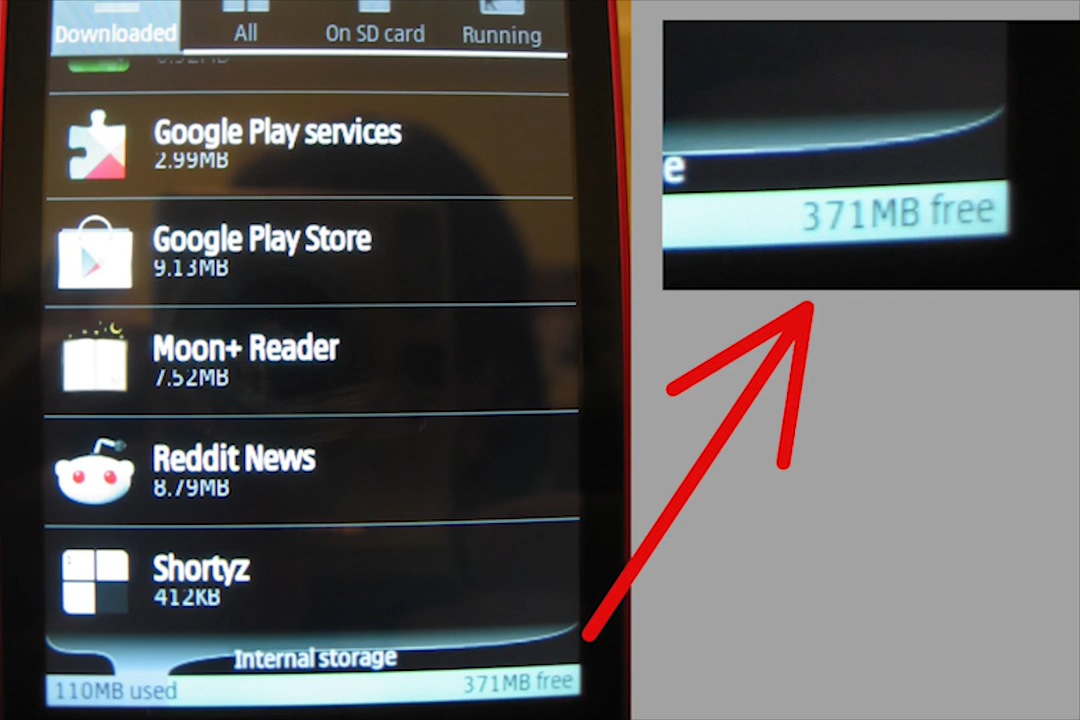 Downloaded All On SD card Running
Google Play services
2.99MB
Google Play Store
9.13MB
Moon+ Reader
7.52MB
Reddit News
8.79MB
Shortyz
412KB
Internal storage
110MB used 371MB free
e
371MB free